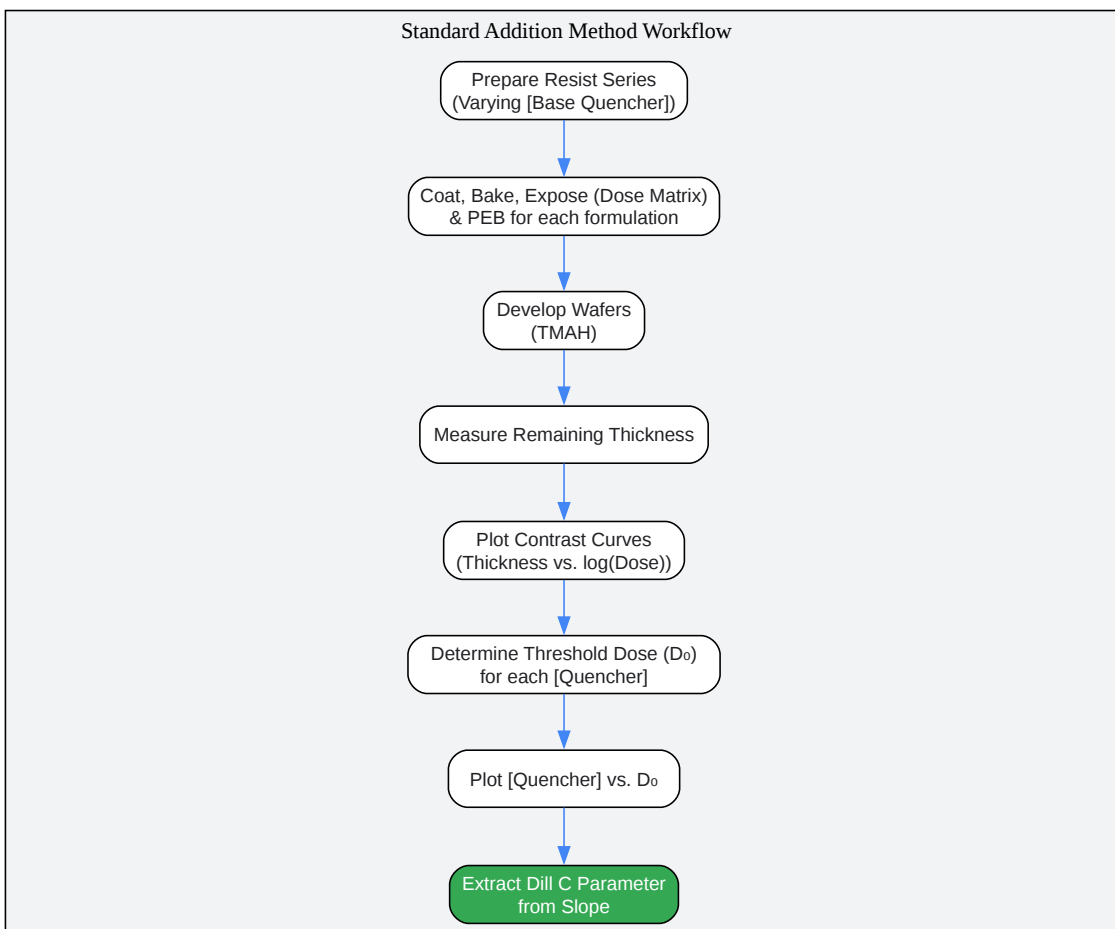 Standard Addition Method Workflow
Prepare Resist Series
(Varying [Base Quencher])
Coat, Bake, Expose (Dose Matrix)
& PEB for each formulation
Develop Wafers
(TMAH)
Measure Remaining Thickness
Plot Contrast Curves
(Thickness vs. log(Dose))
Determine Threshold Dose (D₀)
for each [Quencher]
Plot [Quencher] vs. D₀
Extract Dill C Parameter
from Slope